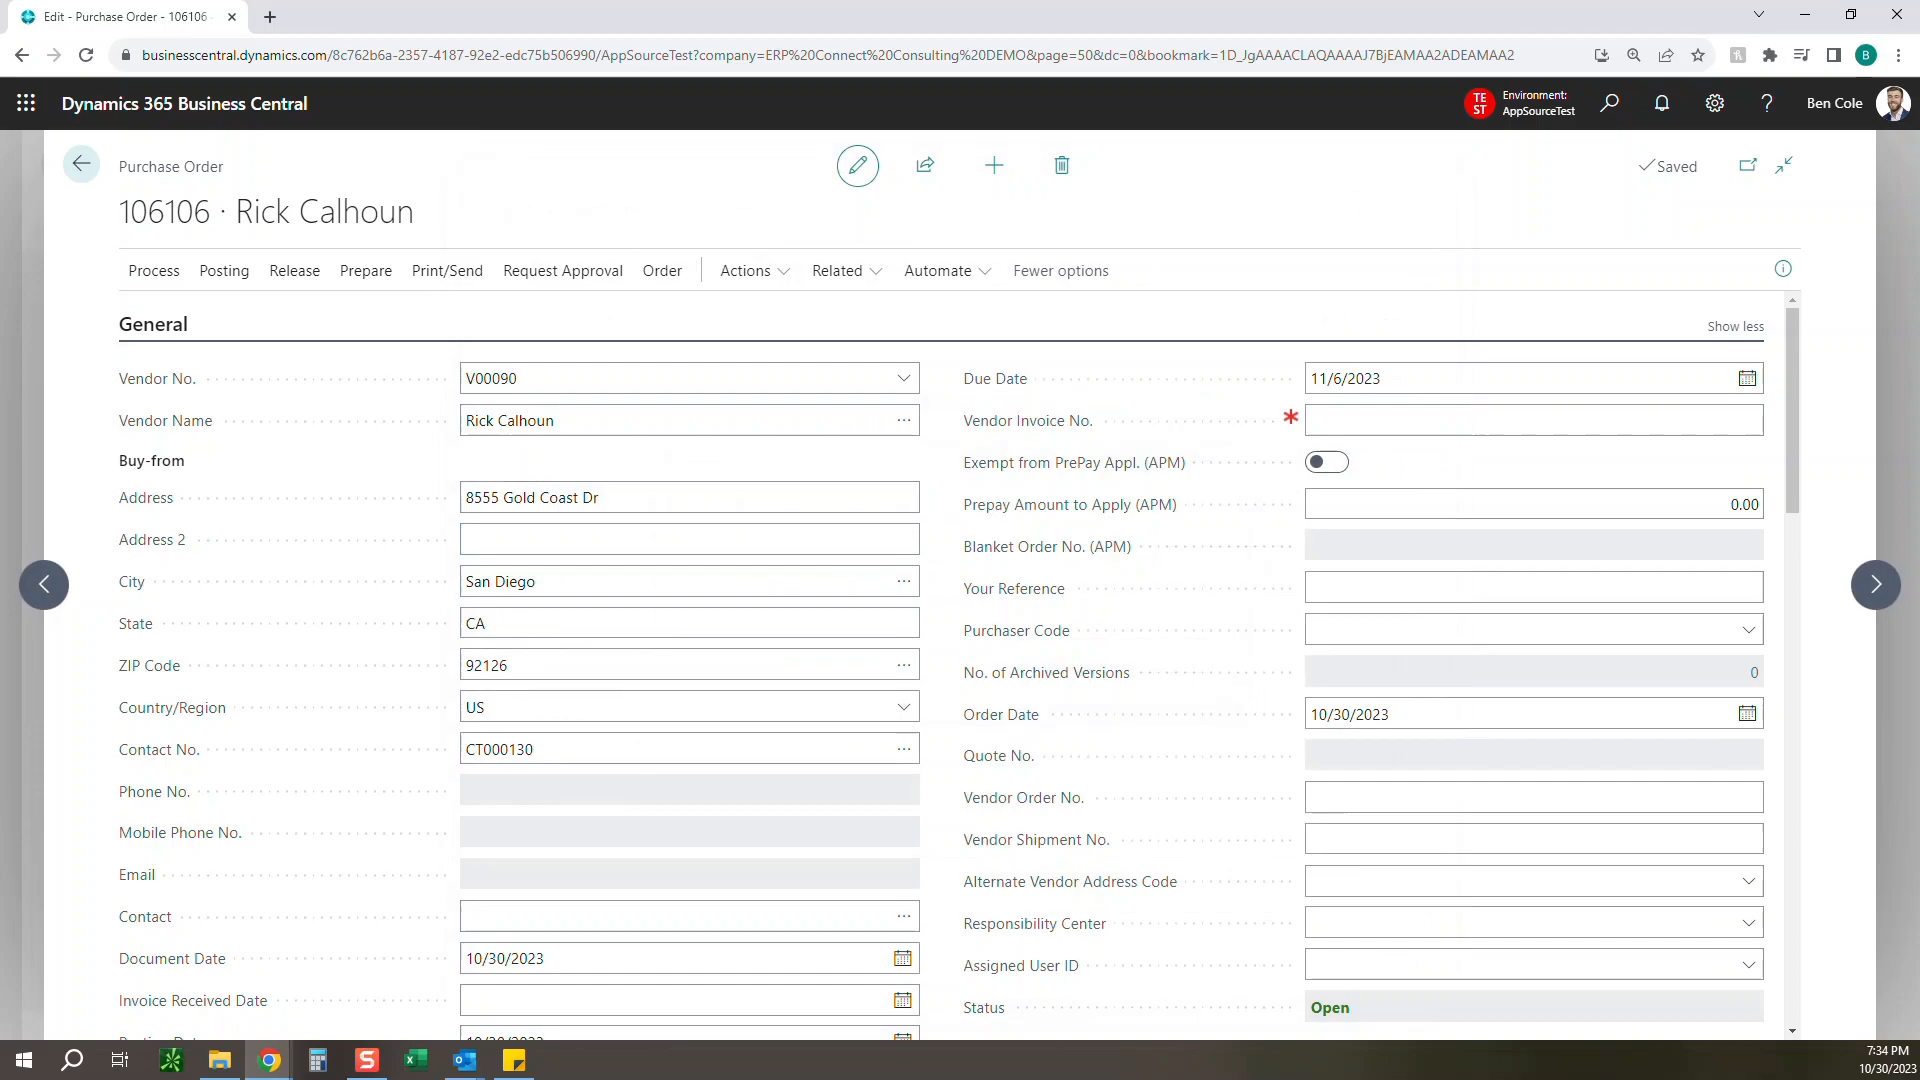 Edit - Purchase Order - 106106
businesscentral.dynamics.com/8c762b6a-2357-4187-92e2-edc75b506990/AppSourceTest?company=ERP%20Connect%20Consulting%20DEMO&page=50&dc=0&bookmark=1D_JgAAAACLAQAAAAJ7BjEAMAA2ADEAMAA2
B
Dynamics 365 Business Central
TE
ST
Environment:
AppSourceTest
?
Ben Cole
Purchase Order
Saved
106106 · Rick Calhoun
Process Posting Release Prepare Print/Send Request Approval Order Actions Related Automate Fewer options
General
Show less
Vendor No. V00090
Vendor Name Rick Calhoun
Buy-from
Address 8555 Gold Coast Dr
Address 2
City San Diego
State CA
ZIP Code 92126
Country/Region US
Contact No. CT000130
Phone No.
Mobile Phone No.
Email
Contact
Document Date 10/30/2023
Invoice Received Date
Due Date 11/6/2023
Vendor Invoice No. *
Exempt from PrePay Appl. (APM)
Prepay Amount to Apply (APM) 0.00
Blanket Order No. (APM)
Your Reference
Purchaser Code
No. of Archived Versions 0
Order Date 10/30/2023
Quote No.
Vendor Order No.
Vendor Shipment No.
Alternate Vendor Address Code
Responsibility Center
Assigned User ID
Status Open
7:34 PM
10/30/2023